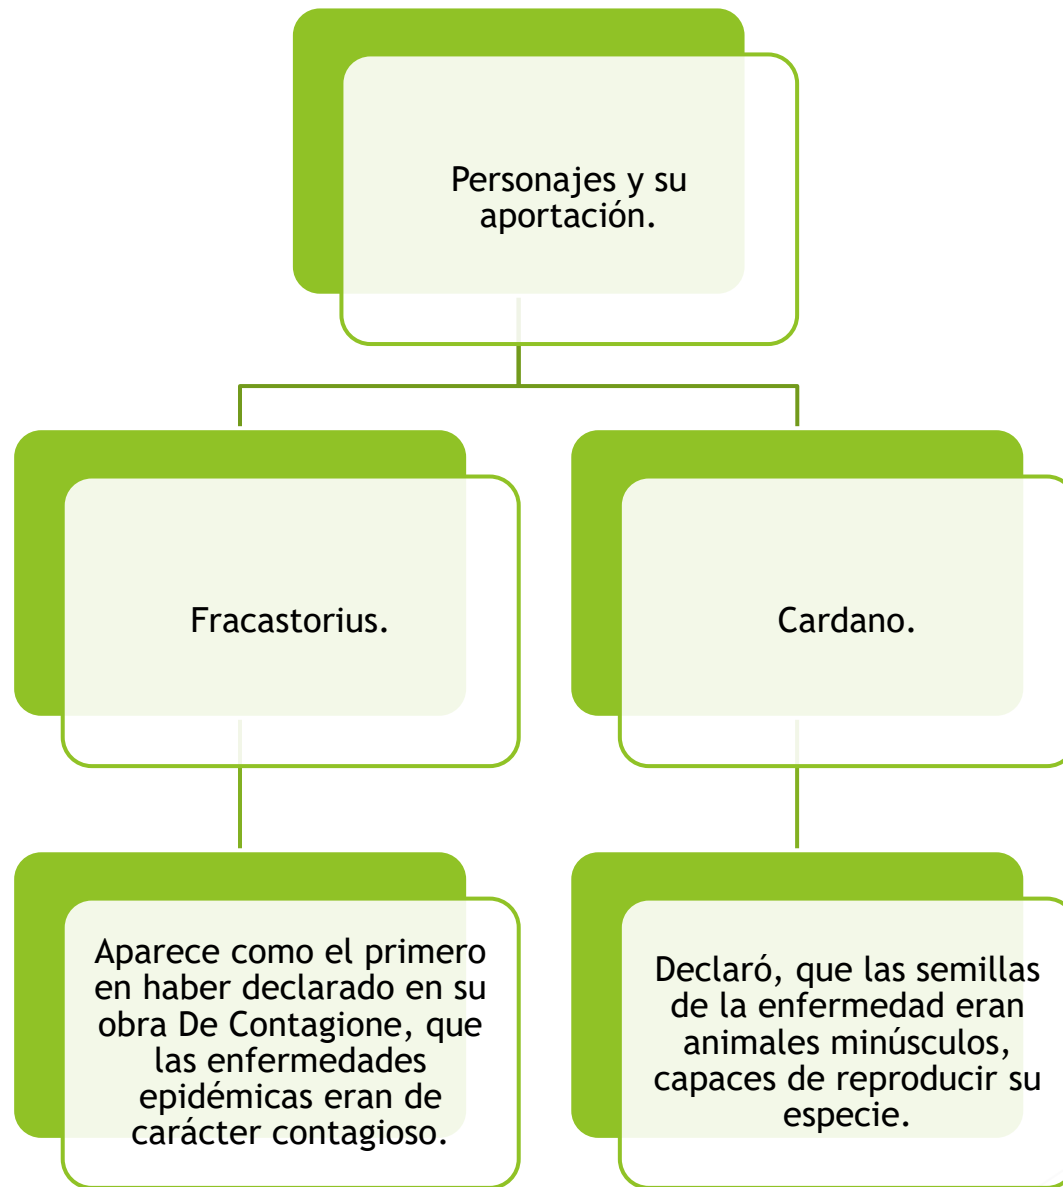 Personajes y su
aportación.
Fracastorius.
Cardano.
Aparece como el primero
en haber declarado en su
obra De Contagione, que
las enfermedades
epidémicas eran de
carácter contagioso.
Declaró, que las semillas
de la enfermedad eran
animales minúsculos,
capaces de reproducir su
especie.